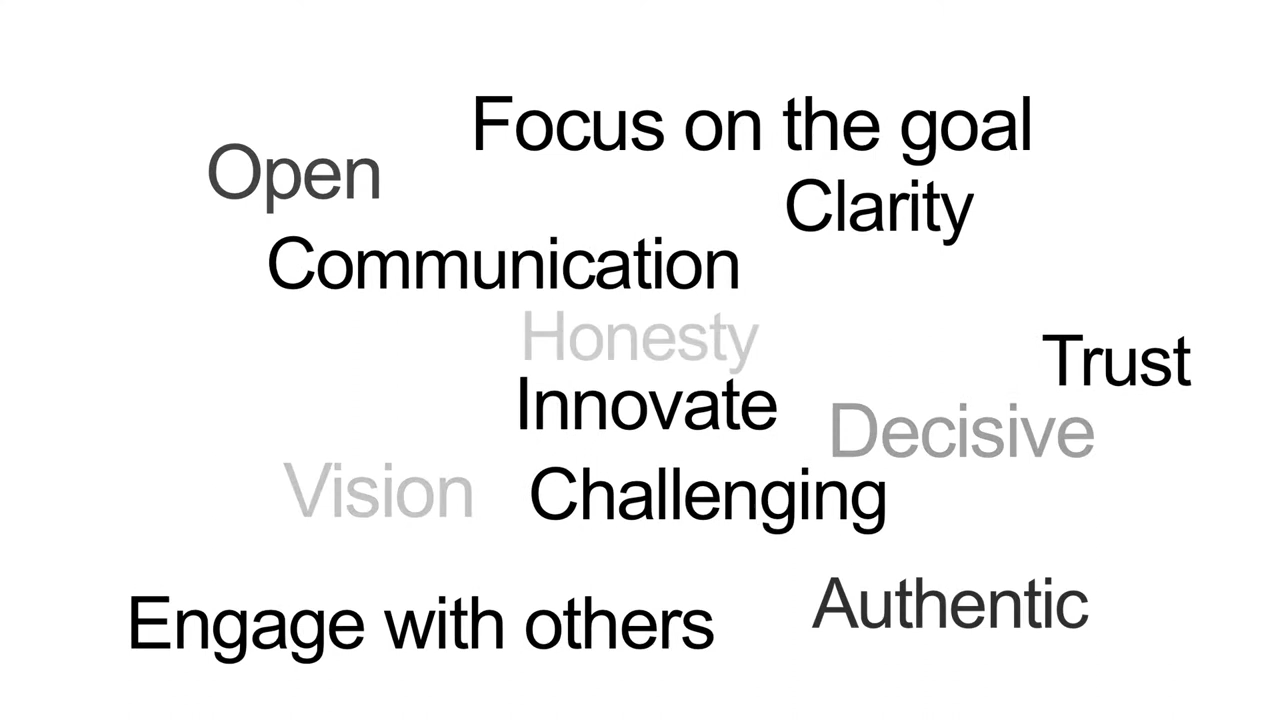 Focus on the goal
Open
Clarity
Communication
Honesty
Trust
Innovate
Decisive
Vision
Challenging
Authentic
Engage with others